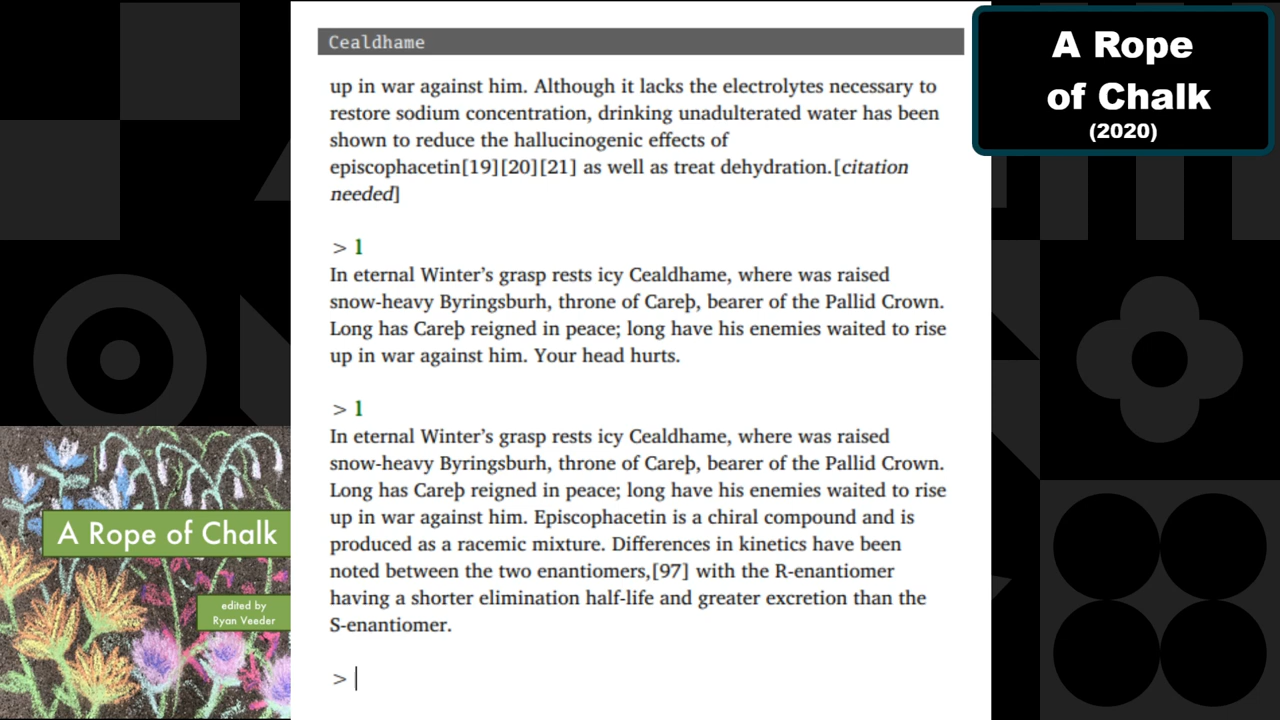 Cealdhame
up in war against him. Although it lacks the electrolytes necessary to
restore sodium concentration, drinking unadulterated water has been
shown to reduce the hallucinogenic effects of
episcophacetin[19][20][21] as well as treat dehydration.[citation
needed]
> l
In eternal Winter’s grasp rests icy Cealdhame, where was raised
snow-heavy Byringsburh, throne of Careþ, bearer of the Pallid Crown.
Long has Careþ reigned in peace; long have his enemies waited to rise
up in war against him. Your head hurts.
> l
In eternal Winter’s grasp rests icy Cealdhame, where was raised
snow-heavy Byringsburh, throne of Careþ, bearer of the Pallid Crown.
Long has Careþ reigned in peace; long have his enemies waited to rise
up in war against him. Episcophacetin is a chiral compound and is
produced as a racemic mixture. Differences in kinetics have been
noted between the two enantiomers,[97] with the R-enantiomer
having a shorter elimination half-life and greater excretion than the
S-enantiomer.
>
A Rope
of Chalk
(2020)
A Rope of Chalk
edited by
Ryan Veeder